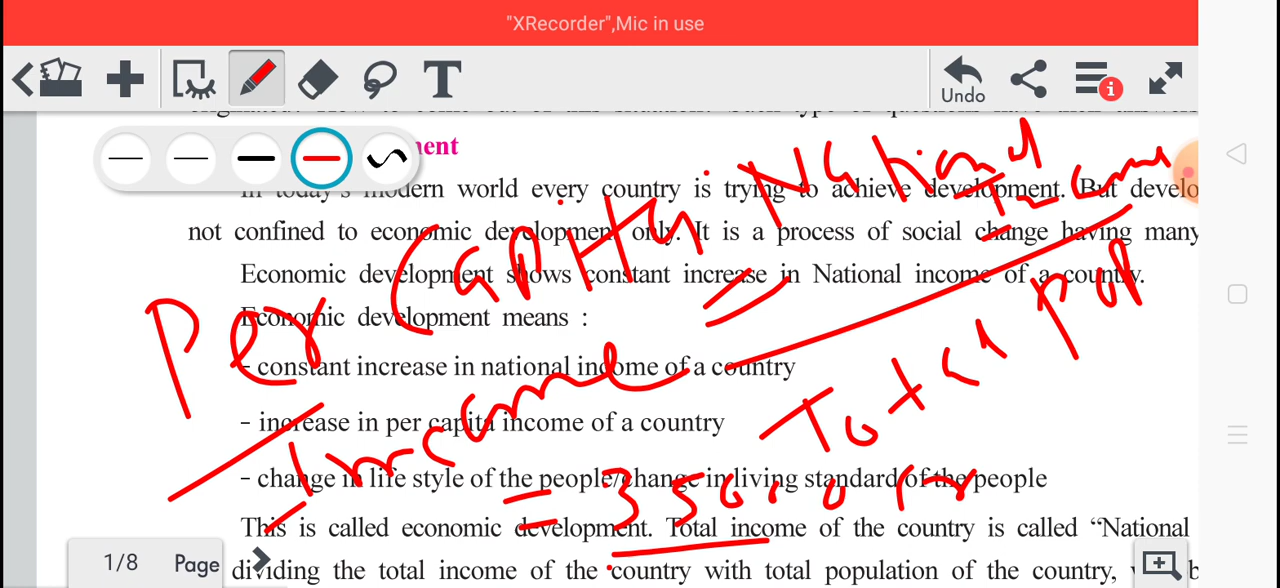 "XRecorder",Mic in use
T
Undo
i
ment
In today's modern world every country is trying to achieve development. But develo
not confined to economic development only. It is a process of social change having many
Economic development shows constant increase in National income of a country.
Economic development means :
- constant increase in national income of a country
- increase in per capita income of a country
- change in life style of the people/change in living standard of the people
This is called economic development. Total income of the country is called “National
dividing the total income of the country with total population of the country,
Per Capita Income = National Income
Total pop
= 35000
1/8 Page